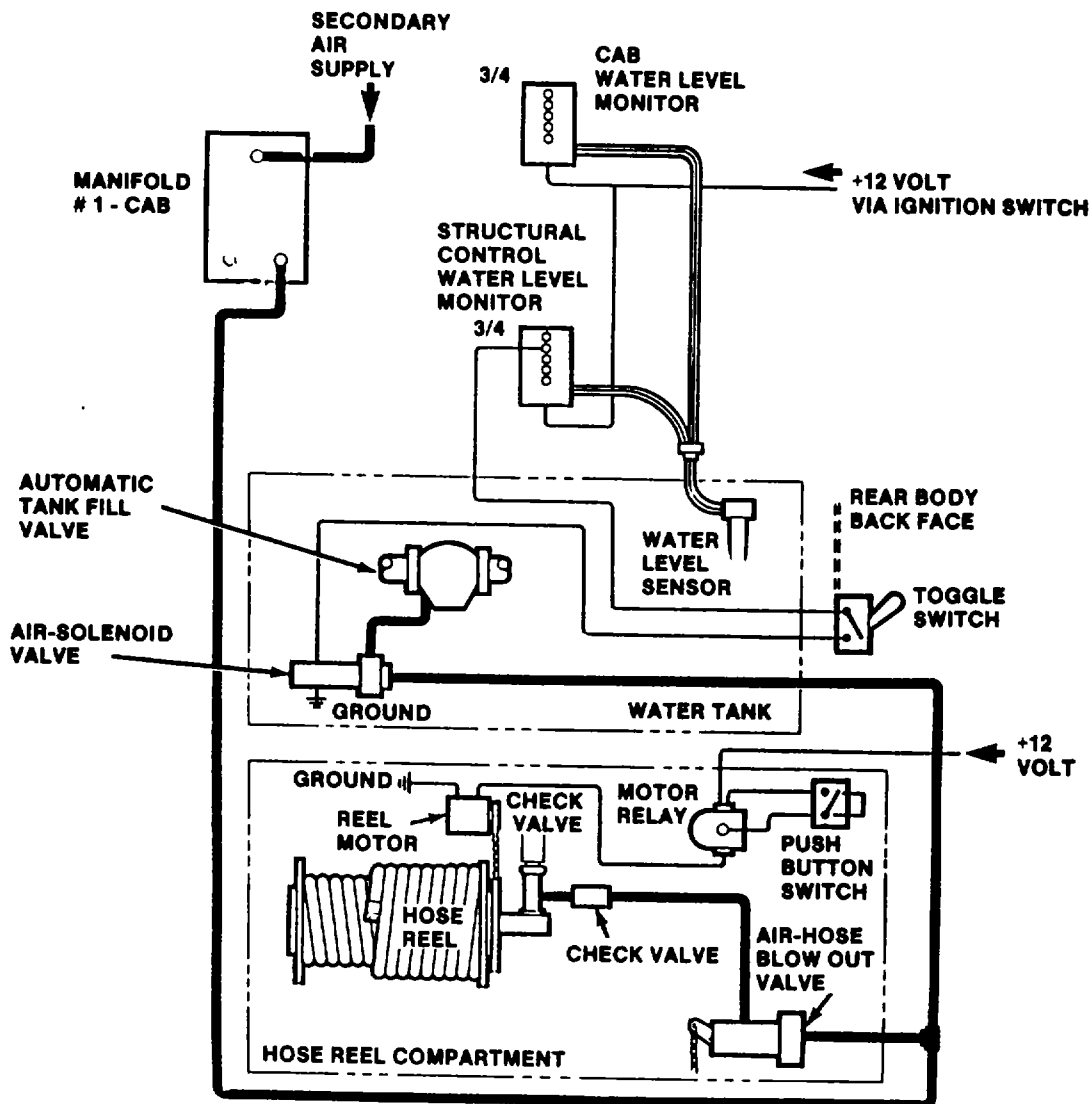 SECONDARY
AIR
SUPPLY
3/4
CAB
WATER LEVEL
MONITOR
MANIFOLD
# 1 - CAB
+12 VOLT
VIA IGNITION SWITCH
STRUCTURAL
CONTROL
WATER LEVEL
MONITOR
3/4
AUTOMATIC
TANK FILL
VALVE
REAR BODY
BACK FACE
WATER
LEVEL
SENSOR
TOGGLE
SWITCH
AIR-SOLENOID
VALVE
GROUND
WATER TANK
+12
VOLT
GROUND
REEL
MOTOR
CHECK
VALVE
MOTOR
RELAY
PUSH
BUTTON
SWITCH
HOSE
REEL
CHECK VALVE
AIR-HOSE
BLOW OUT
VALVE
HOSE REEL COMPARTMENT